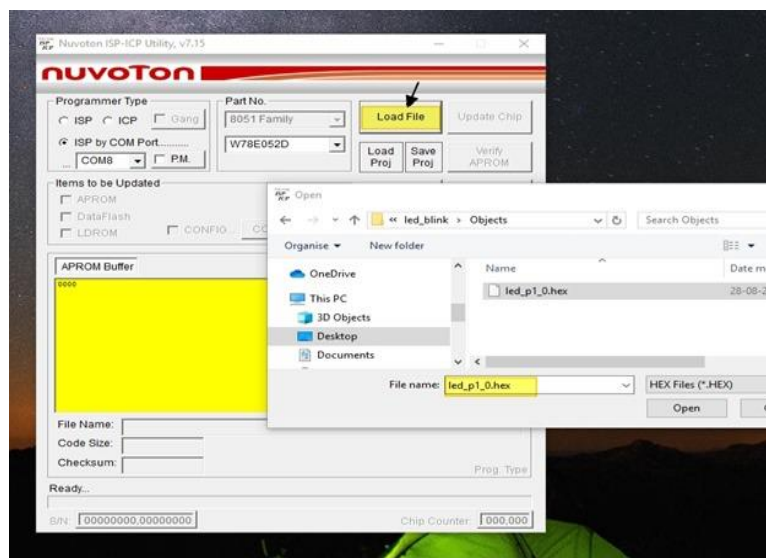 Nuvoton ISP-ICP Utility, v7.15
nuvoTon
Programmer Type
ISP ICP Gang
ISP by COM Port..........
... COM8 P.M.
Part No.
8051 Family
W78E052D
Load File
Update Chip
Load Proj
Save Proj
Verify APROM
Items to be Updated
APROM
DataFlash
LDROM
CONFIG...
APROM Buffer
0000
File Name:
Code Size:
Checksum:
Prog. Type
Ready...
S/N: 00000000,00000000
Chip Counter: 000,000
Open
« led_blink › Objects
Search Objects
Organise
New folder
OneDrive
This PC
3D Objects
Desktop
Documents
Name
Date m
led_p1_0.hex
28-08-2
File name: led_p1_0.hex
HEX Files (*.HEX)
Open